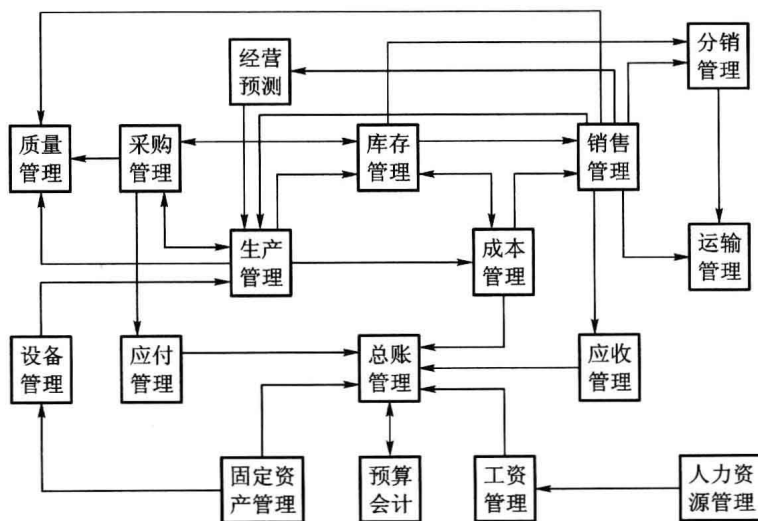 经营
预测
分销
管理
质量
管理
采购
管理
库存
管理
销售
管理
生产
管理
成本
管理
运输
管理
设备
管理
应付
管理
总账
管理
应收
管理
固定资
产管理
预算
会计
工资
管理
人力资
源管理